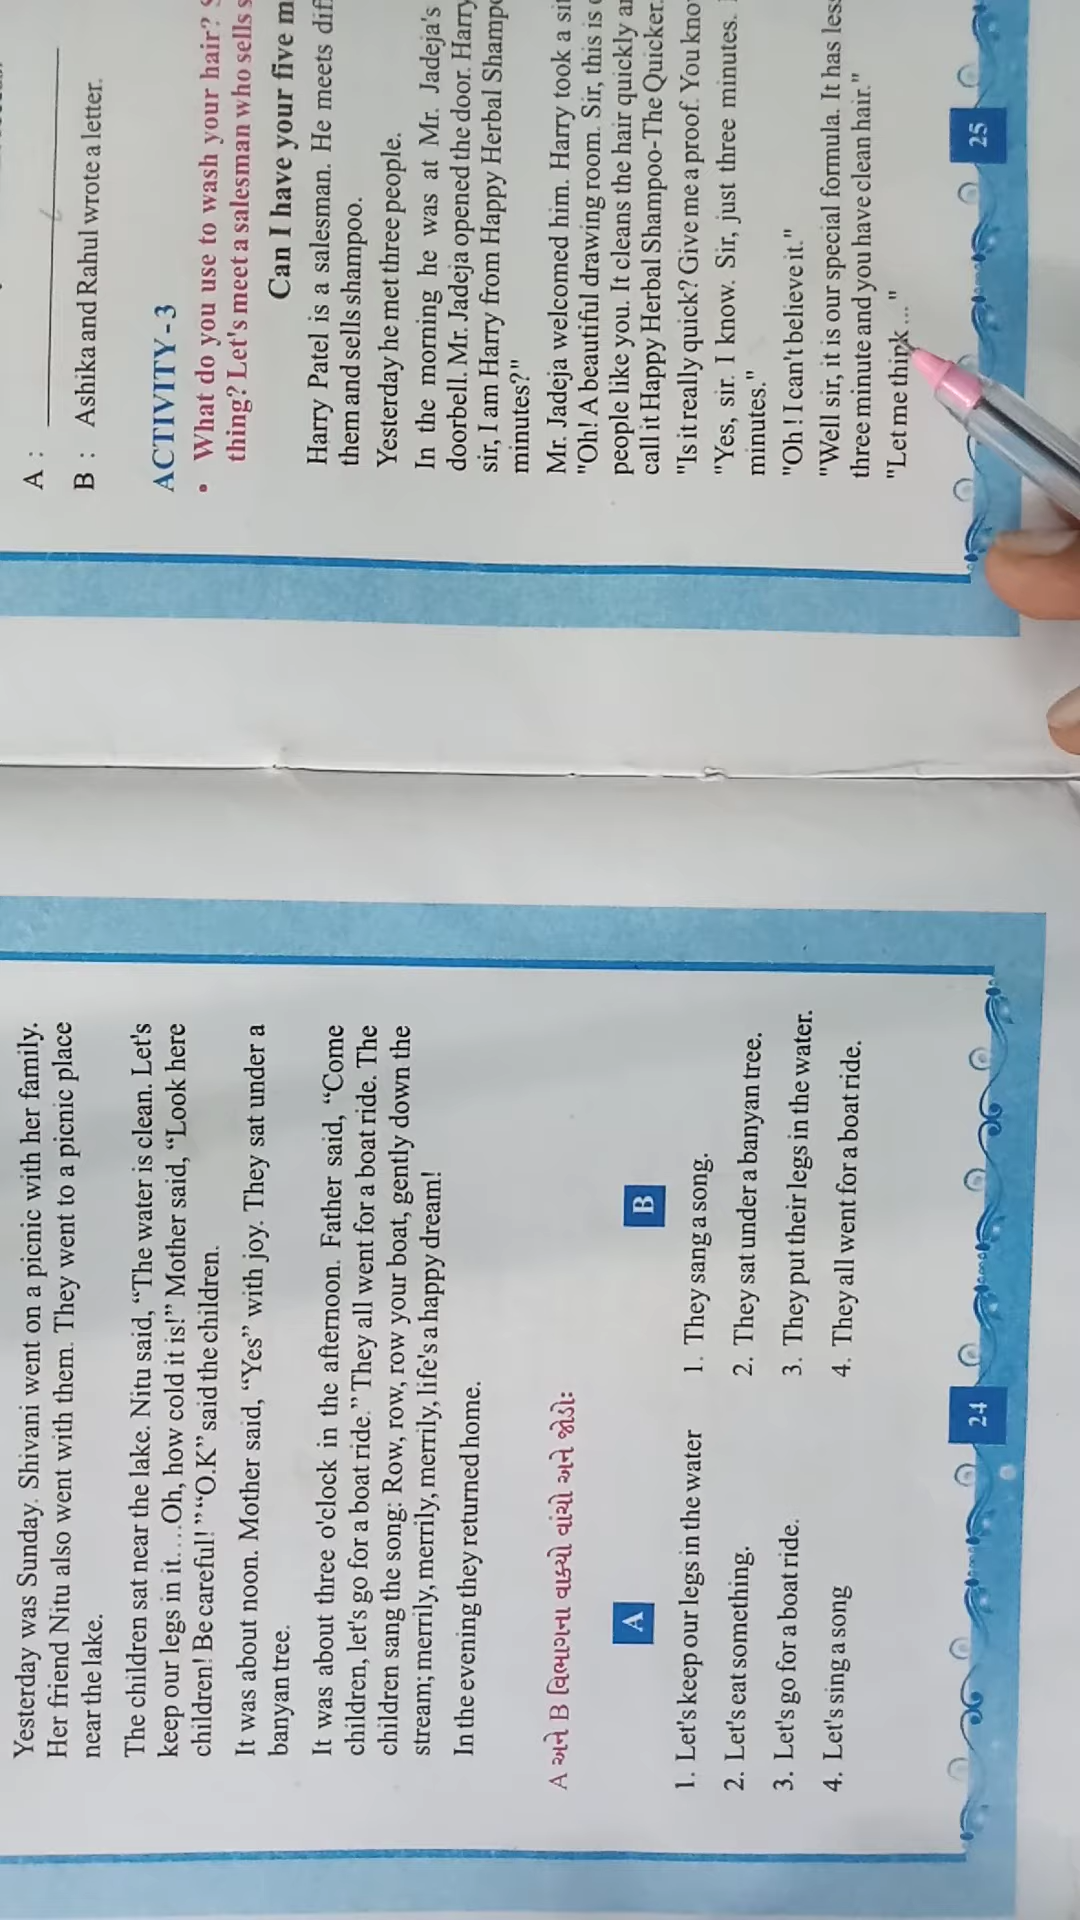 Yesterday was Sunday. Shivani went on a picnic with her family.
Her friend Nitu also went with them. They went to a picnic place
near the lake.
The children sat near the lake. Nitu said, “The water is clean. Let's
keep our legs in it....Oh, how cold it is!” Mother said, “Look here
children! Be careful! ” “O.K” said the children.
It was about noon. Mother said, “Yes” with joy. They sat under a
banyan tree.
It was about three o'clock in the afternoon. Father said, “Come
children, let's go for a boat ride.” They all went for a boat ride. The
children sang the song: Row, row, row your boat, gently down the
stream; merrily, merrily, merrily, life's a happy dream!
In the evening they returned home.
A અને B વિભાગના વાક્યો વાંચો અને જોડો:
A B
1. Let's keep our legs in the water 1. They sang a song.
2. Let's eat something. 2. They sat under a banyan tree.
3. Let's go for a boat ride. 3. They put their legs in the water.
4. Let's sing a song 4. They all went for a boat ride.
24
A :
B : Ashika and Rahul wrote a letter.
ACTIVITY - 3
• What do you use to wash your hair?
thing? Let's meet a salesman who sells
Can I have your five
Harry Patel is a salesman. He meets
them and sells shampoo.
Yesterday he met three people.
In the morning he was at Mr. Jadeja's
doorbell. Mr. Jadeja opened the door. Harry
sir, I am Harry from Happy Herbal
minutes?"
Mr. Jadeja welcomed him. Harry took a
"Oh! A beautiful drawing room. Sir, this is
people like you. It cleans the hair quickly
call it Happy Herbal Shampoo-The Quicker.
"Is it really quick? Give me a proof. You
"Yes, sir. I know. Sir, just three minutes.
minutes."
"Oh ! I can't believe it."
"Well sir, it is our special formula. It has
three minute and you have clean hair."
"Let me think..."
25